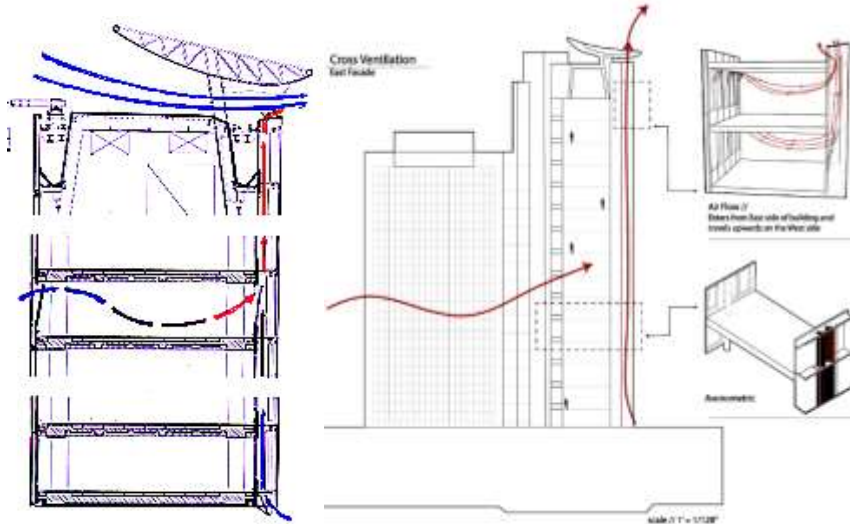 Cross Ventilation
East Facade
Air Flow //
Enters from East side of building and
travels upwards on the West side
Axonometric
scale // 1" = 1/128"